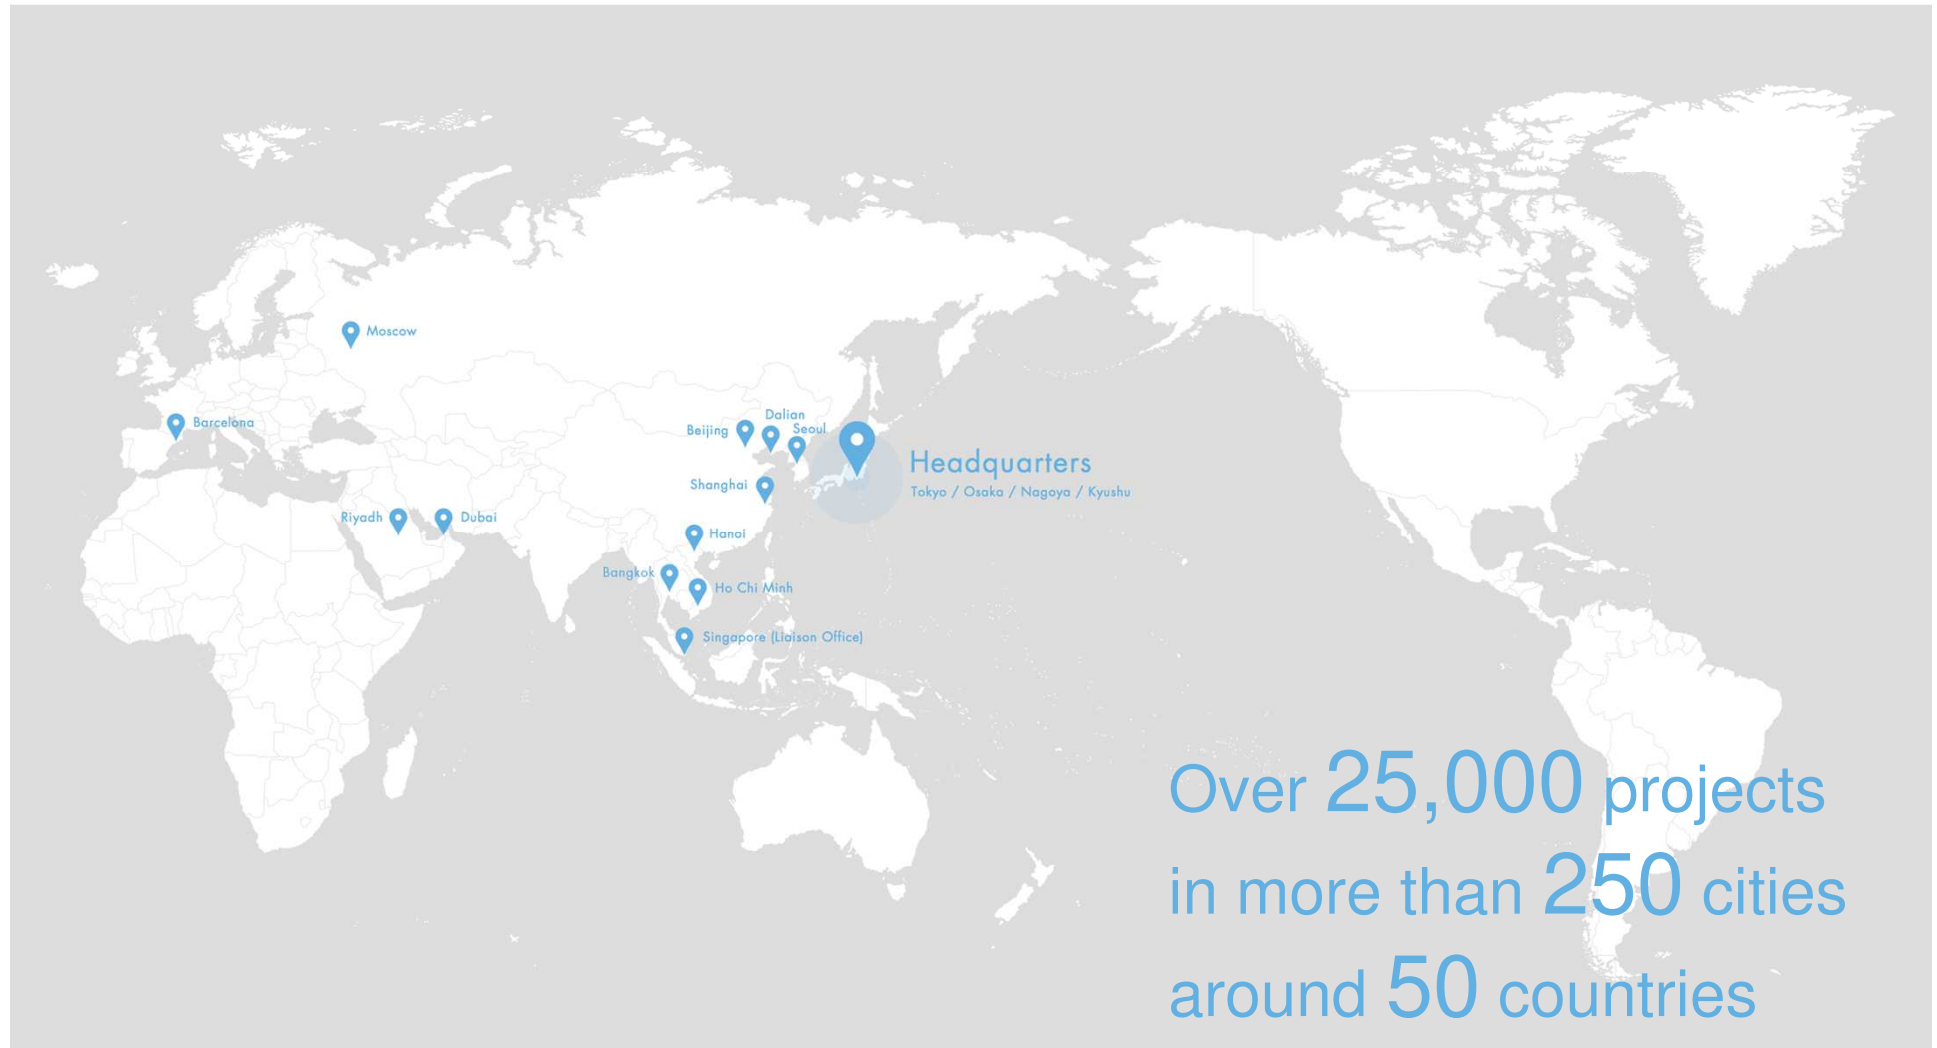 Moscow
Barcelona
Dalian
Beijing
Seoul
Headquarters
Tokyo / Osaka / Nagoya / Kyushu
Shanghai
Riyadh
Dubai
Hanoi
Bangkok
Ho Chi Minh
Singapore (Liaison Office)
Over 25,000 projects
in more than 250 cities
around 50 countries